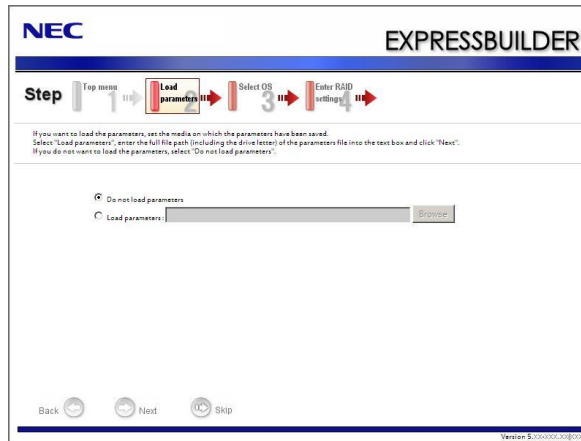 NEC
EXPRESSBUILDER
Step
Top menu 1
Load parameters 2
Select OS 3
Enter RAID settings 4
If you want to load the parameters, set the media on which the parameters have been saved.
Select "Load parameters", enter the full file path (including the drive letter) of the parameters file into the text box and click "Next".
If you do not want to load the parameters, select "Do not load parameters".
Do not load parameters
Load parameters:
Browse
Back
Next
Skip
Version 5.